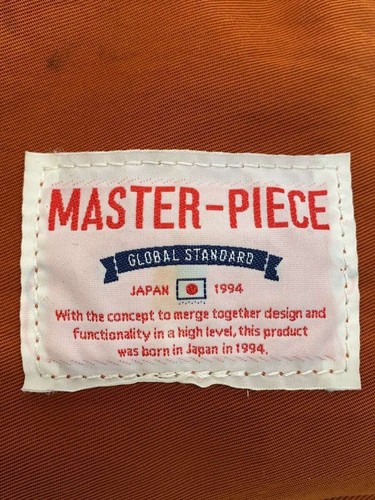 MASTER-PIECE
GLOBAL STANDARD
JAPAN 1994
With the concept to merge together design and
functionality in a high level, this product
was born in Japan in 1994.